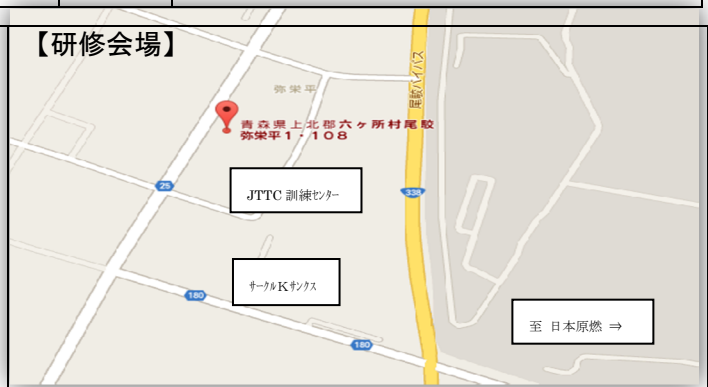 【研修会場】
弥栄平
尾駮バイパス
青森県上北郡六ヶ所村尾駮
弥栄平1・108
25
JTTC 訓練ｾﾝﾀｰ
338
ｻｰｸﾙKｻﾝｸｽ
180
至 日本原燃 ⇒
180